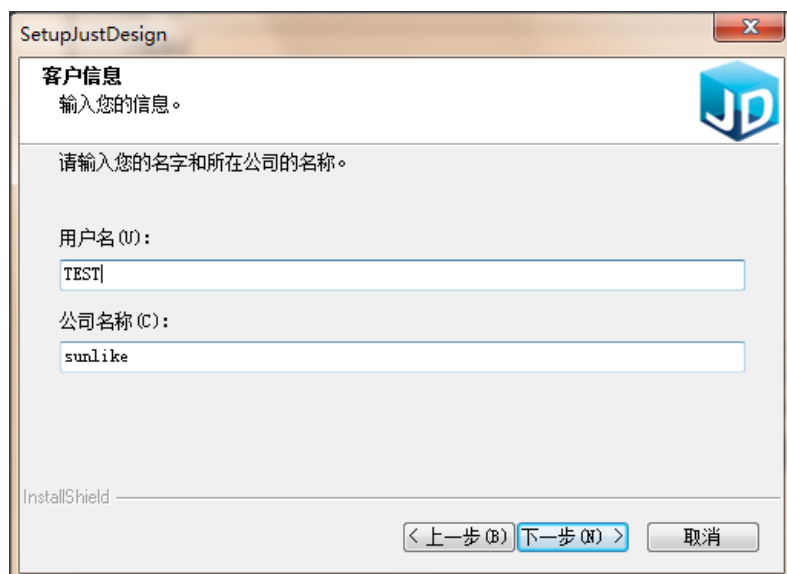 SetupJustDesign
客户信息
输入您的信息。
JD
请输入您的名字和所在公司的名称。
用户名(U):
TEST
公司名称(C):
sunlike
InstallShield
< 上一步(B) 下一步(N) > 取消